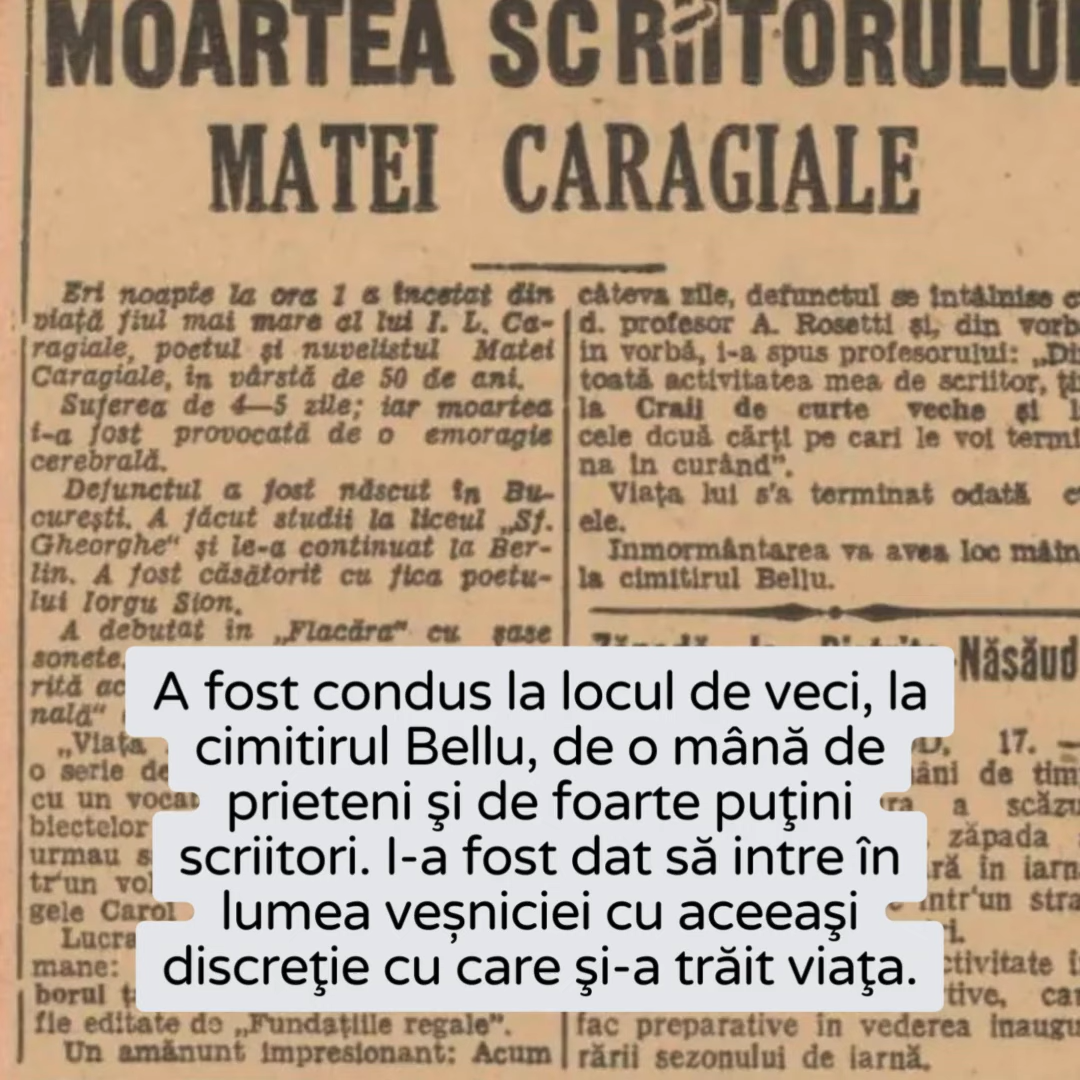 MOARTEA SCRIITORULUI
MATEI CARAGIALE
Eri noapte la ora 1 a încetat din
viață fiul mai mare al lui I. L. Ca-
ragiale, poetul și nuvelistul Matei
Caragiale, în vârstă de 50 de ani.
Suferea de 4—5 zile; iar moartea
i-a fost provocată de o emoragie
cerebrală.
Defunctul a fost născut în Bu-
curești. A făcut studii la liceul „Sf.
Gheorghe“ și le-a continuat la Ber-
lin. A fost căsătorit cu fica poetu-
lui Iorgu Sion.
A debutat în „Flacăra“ cu șase
sonete.
rită
nală“
„Viața
o serie de
cu un
biectelor
urmau
tr'un
gele Carol
Lucra
mane:
borul
fie editate de „Fundațiile regale”.
Un amănunt impresionant: Acum
câteva zile, defunctul se întâlnise
d. profesor A. Rosetti și, din vorb
în vorbă, i-a spus profesorului: „Di
toată activitatea mea de scriitor, ți
la Craii de curte veche și l
cele două cărți pe cari le voi termi
na în curând”.
Viața lui s'a terminat odată
ele.
Inmormântarea va avea loc mâin
la cimitirul Bellu.
Năsăud
17. —
de tim
a scăzu
zăpada
în iarn
într'un stra
ctivitate
tive, car
fac preparative în vederea inaugu
rării sezonului de iarnă.
A fost condus la locul de veci, la
cimitirul Bellu, de o mână de
prieteni şi de foarte puţini
scriitori. I-a fost dat să intre în
lumea veșniciei cu aceeaşi
discreţie cu care şi-a trăit viaţa.